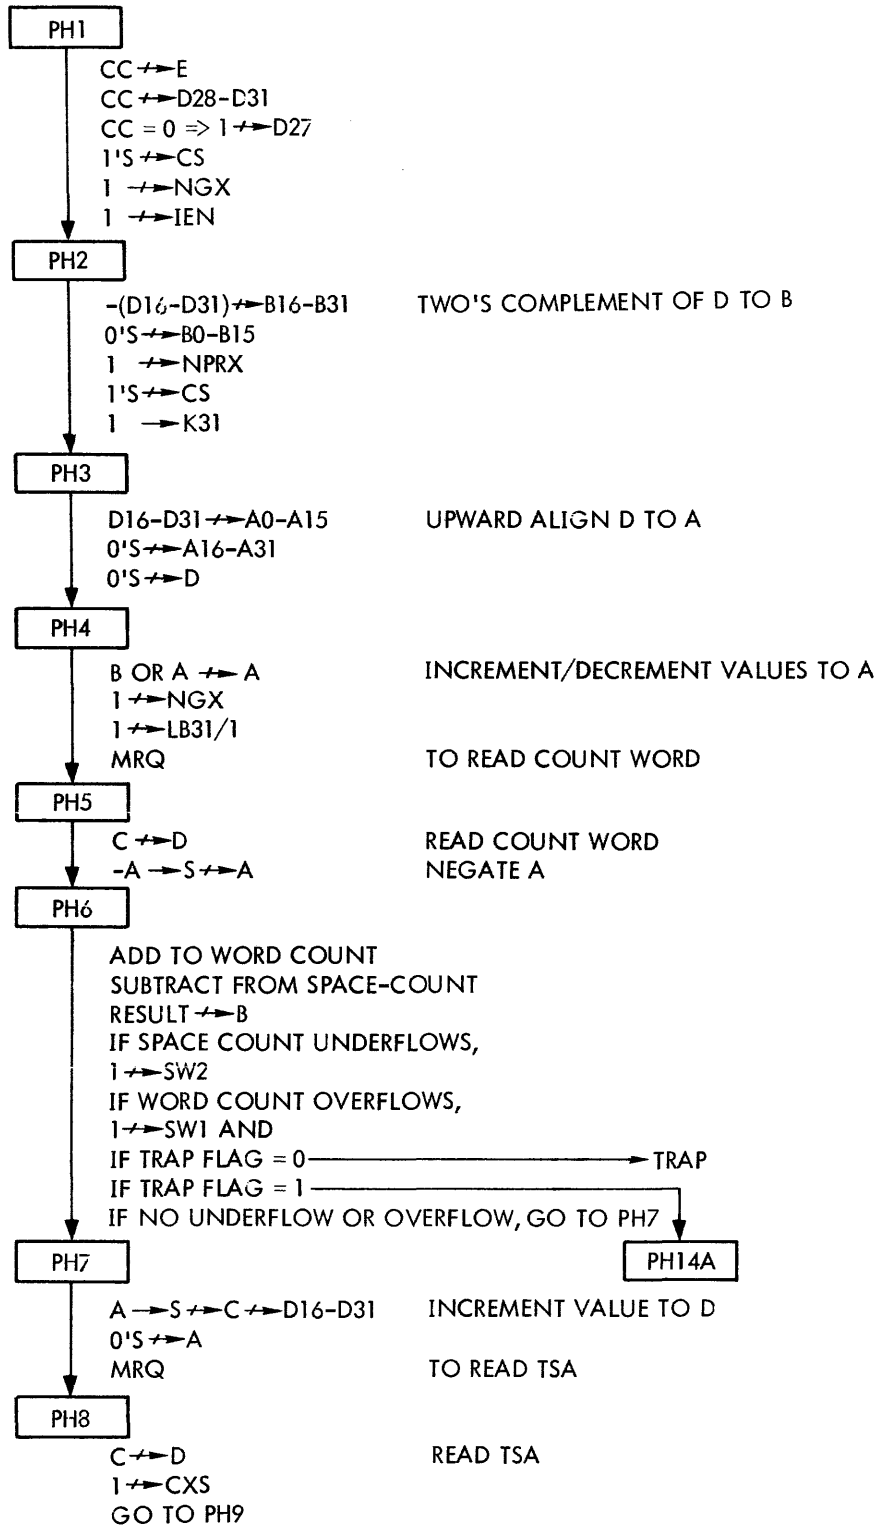 PH1
CC ⇸ E
CC ⇸ D28-D31
CC = 0 => 1 ⇸ D27
1'S ⇸ CS
1 ⇸ NGX
1 ⇸ IEN
PH2
-(D16-D31) ⇸ B16-B31 TWO'S COMPLEMENT OF D TO B
0'S ⇸ B0-B15
1 ⇸ NPRX
1'S ⇸ CS
1 → K31
PH3
D16-D31 ⇸ A0-A15 UPWARD ALIGN D TO A
0'S ⇸ A16-A31
0'S ⇸ D
PH4
B OR A ⇸ A INCREMENT/DECREMENT VALUES TO A
1 ⇸ NGX
1 ⇸ LB31/1
MRQ TO READ COUNT WORD
PH5
C ⇸ D READ COUNT WORD
-A → S ⇸ A NEGATE A
PH6
ADD TO WORD COUNT
SUBTRACT FROM SPACE-COUNT
RESULT ⇸ B
IF SPACE COUNT UNDERFLOWS,
1 ⇸ SW2
IF WORD COUNT OVERFLOWS,
1 ⇸ SW1 AND
IF TRAP FLAG = 0 → TRAP
IF TRAP FLAG = 1
IF NO UNDERFLOW OR OVERFLOW, GO TO PH7
PH7 PH14A
A → S ⇸ C ⇸ D16-D31 INCREMENT VALUE TO D
0'S ⇸ A
MRQ TO READ TSA
PH8
C ⇸ D READ TSA
1 ⇸ CXS
GO TO PH9